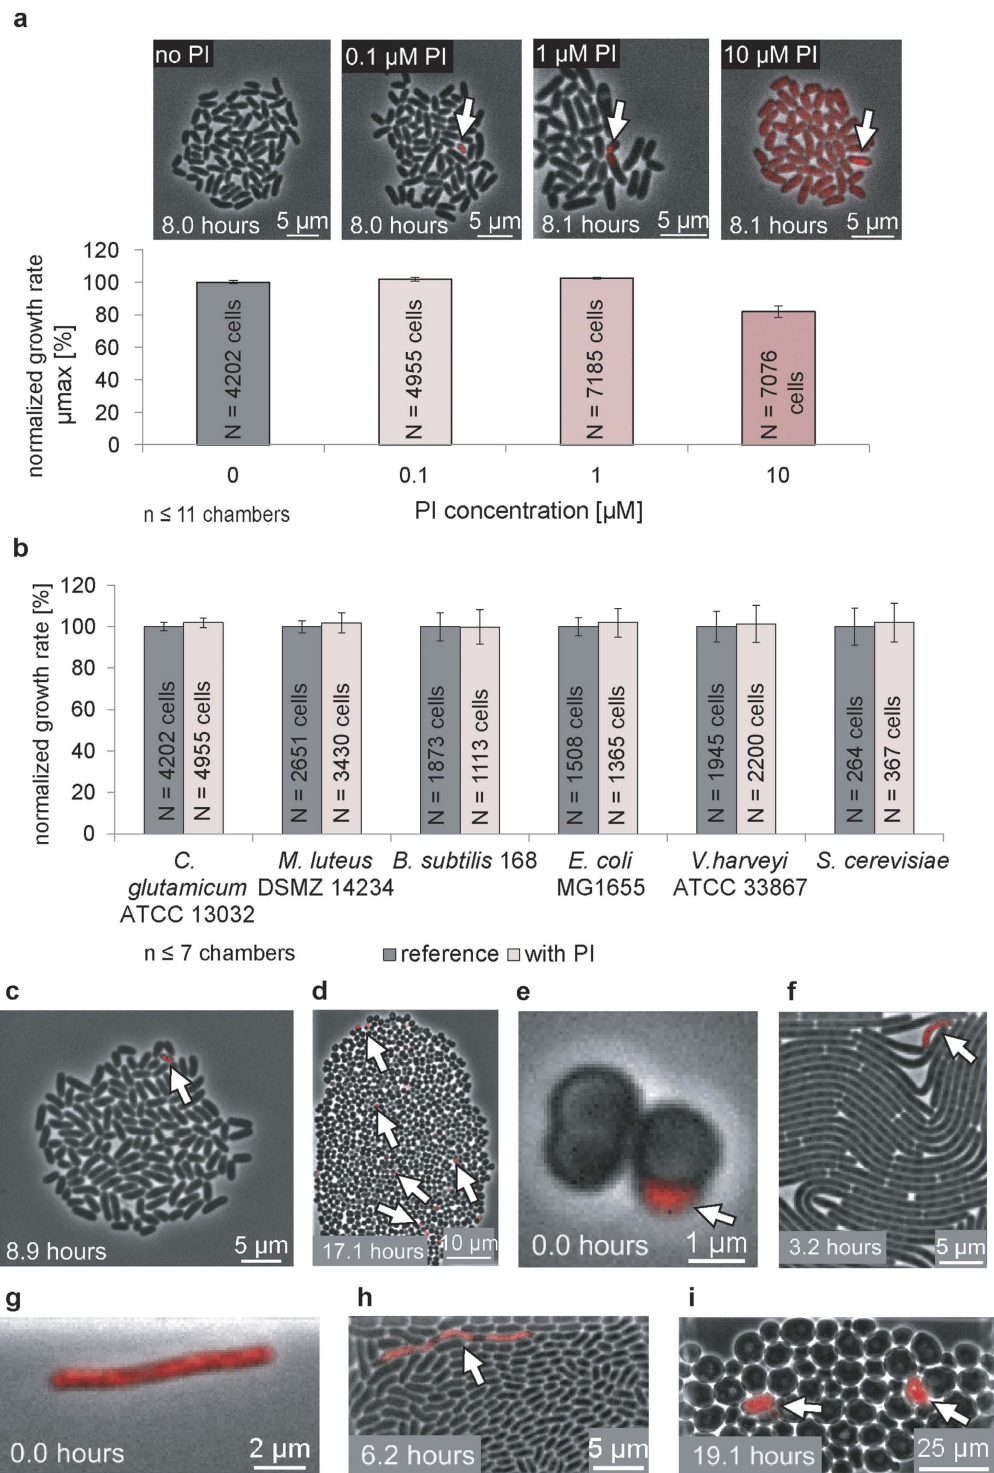 a
no PI
0.1 µM PI
1 µM PI
10 µM PI
8.0 hours
5 µm
8.0 hours
5 µm
8.1 hours
5 µm
8.1 hours
5 µm
normalized growth rate
µmax [%]
120
100
80
60
40
20
0
N = 4202 cells
N = 4955 cells
N = 7185 cells
N = 7076
cells
0
0.1
1
10
n ≤ 11 chambers
PI concentration [µM]
b
normalized growth rate [%]
120
100
80
60
40
20
0
N = 4202 cells
N = 4955 cells
N = 2651 cells
N = 3430 cells
N = 1873 cells
N = 1113 cells
N = 1508 cells
N = 1365 cells
N = 1945 cells
N = 2200 cells
N = 264 cells
N = 367 cells
C.
glutamicum
ATCC 13032
M. luteus
DSMZ 14234
B. subtilis 168
E. coli
MG1655
V.harveyi
ATCC 33867
S. cerevisiae
n ≤ 7 chambers
reference
with PI
c
8.9 hours
5 µm
d
17.1 hours
10 µm
e
0.0 hours
1 µm
f
3.2 hours
5 µm
g
0.0 hours
2 µm
h
6.2 hours
5 µm
i
19.1 hours
25 µm